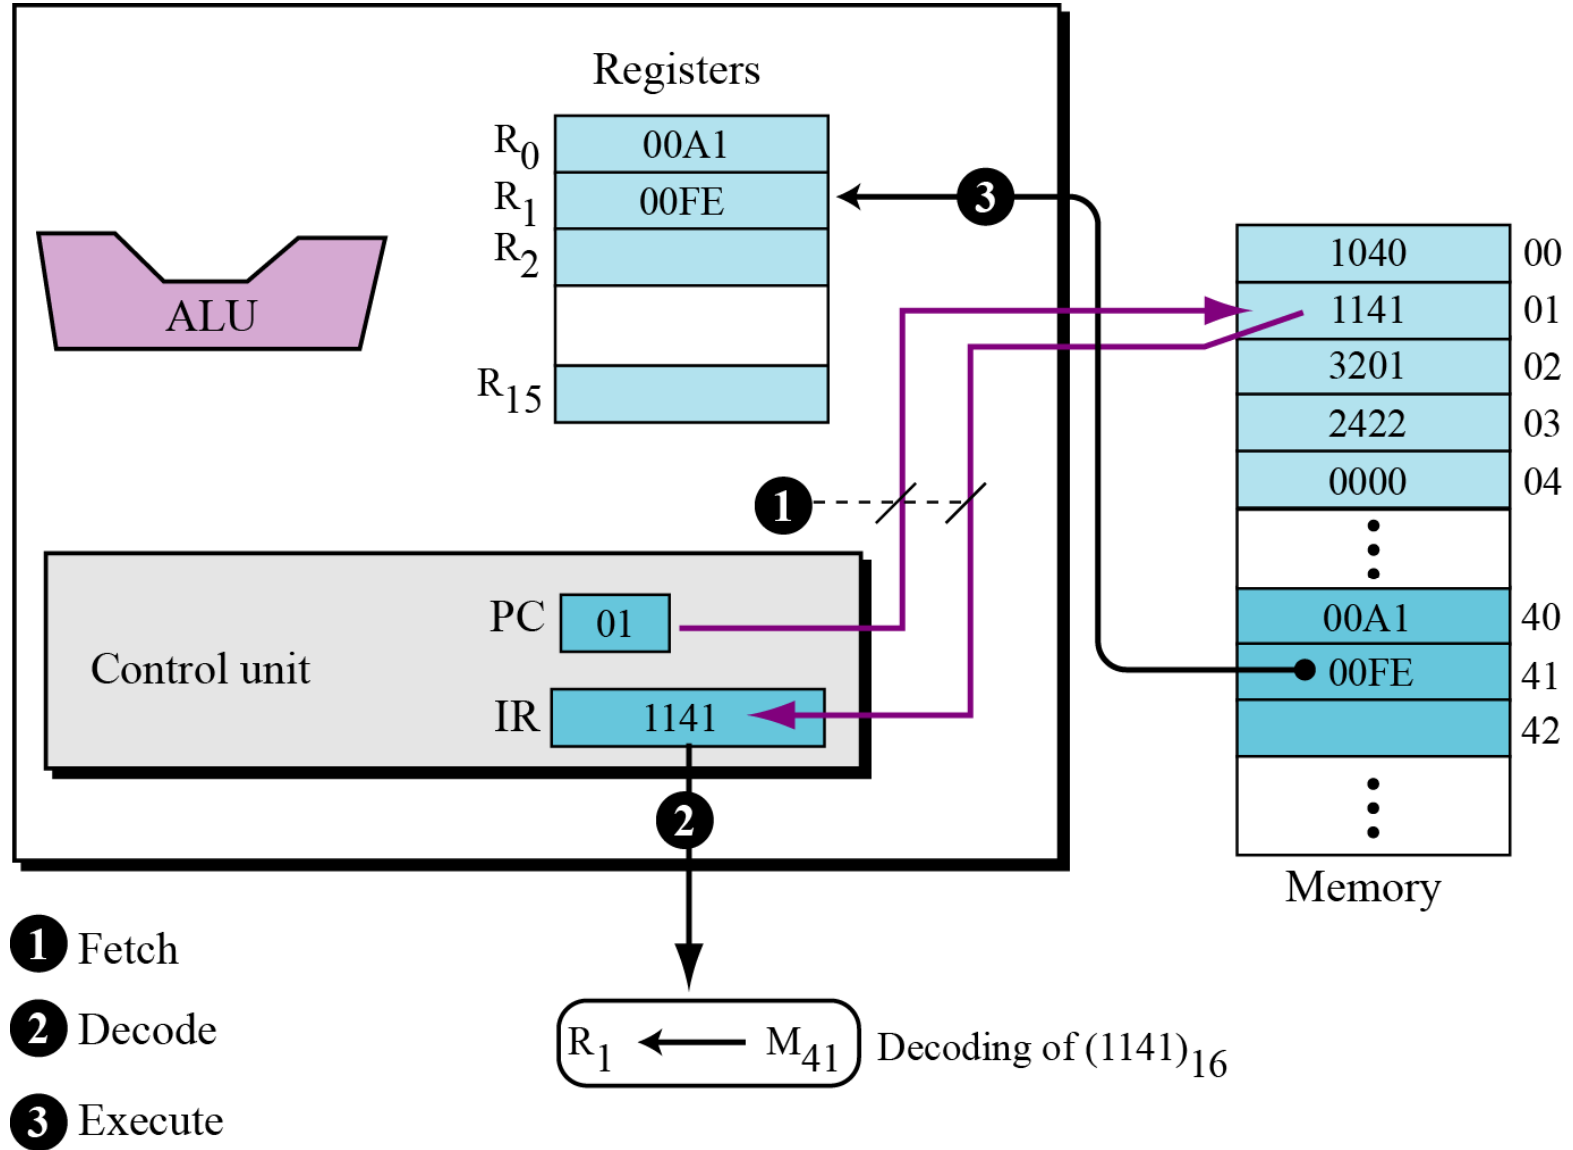 Registers
R0 00A1
R1 00FE
R2
R15
ALU
3
1040 00
1141 01
3201 02
2422 03
0000 04
00A1 40
00FE 41
42
Memory
1
Control unit
PC 01
IR 1141
2
1 Fetch
2 Decode
3 Execute
R1 ← M41 Decoding of (1141)16